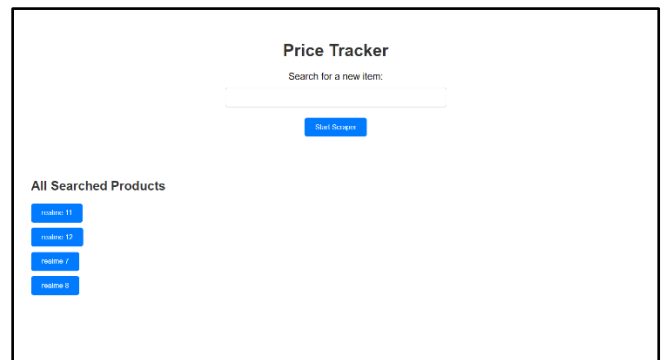 Price Tracker
Search for a new item:
Start Scraper
All Searched Products
realme 11
realme 12
realme 7
realme 8